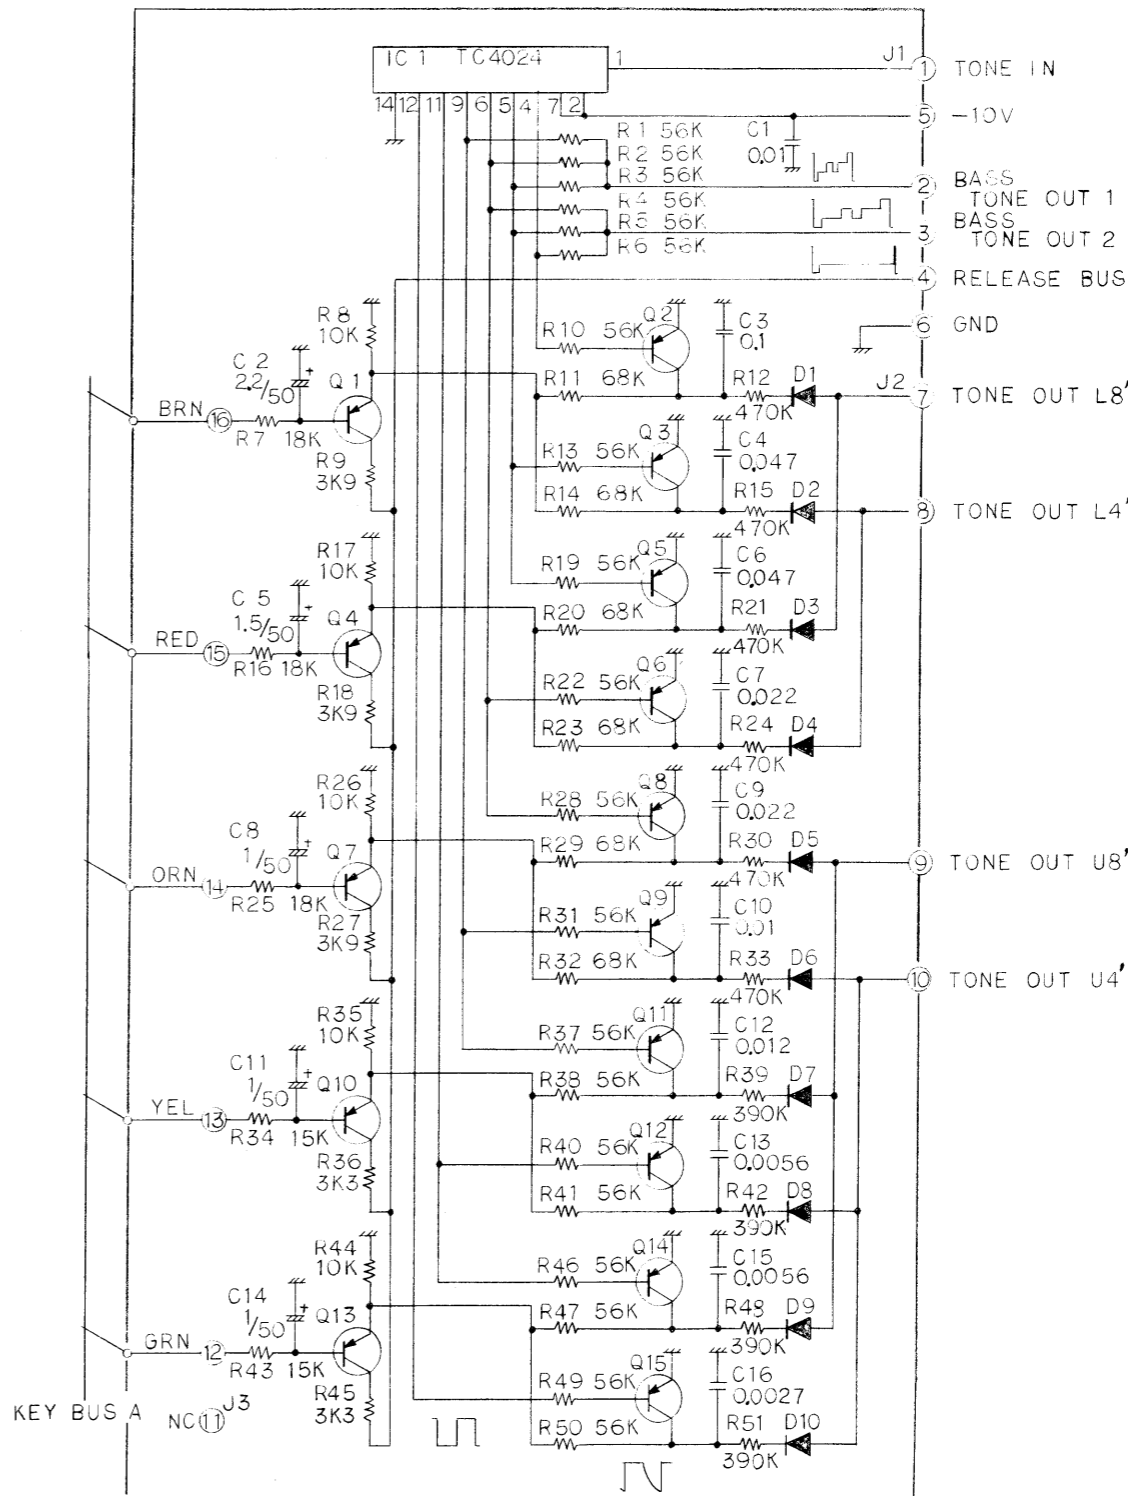 IC 1 TC4024
1
J1
1 TONE IN
14 12 11 9 6 5 4 7 2
5 -10V
R1 56K
C1
0.01
R2 56K
R3 56K
2 BASS
TONE OUT 1
R4 56K
R5 56K
3 BASS
TONE OUT 2
R6 56K
4 RELEASE BUS
R8
10K
Q2
C3
0.1
6 GND
R10 56K
C 2
2.2/50
Q1
R11 68K
R12
470K
D1
J2
7 TONE OUT L8'
BRN 16
R7 18K
Q3
C4
0.047
R9
3K9
R13 56K
R14 68K
R15
470K
D2
8 TONE OUT L4'
R17
10K
Q5
C6
0.047
R19 56K
C 5
1.5/50
Q4
R20 68K
R21
470K
D3
RED 15
R16 18K
Q6
C7
0.022
R18
3K9
R22 56K
R23 68K
R24
470K
D4
R26
10K
Q8
C9
0.022
R28 56K
C8
1/50
Q7
R29 68K
R30
470K
D5
9 TONE OUT U8'
ORN 14
R25 18K
Q9
C10
0.01
R27
3K9
R31 56K
R32 68K
R33
470K
D6
10 TONE OUT U4'
R35
10K
Q11
C12
0.012
R37 56K
C11
1/50
Q10
R38 56K
R39
390K
D7
YEL 13
R34 15K
Q12
C13
0.0056
R36
3K3
R40 56K
R41 56K
R42
390K
D8
R44
10K
Q14
C15
0.0056
R46 56K
C14
1/50
Q13
R47 56K
R48
390K
D9
GRN 12
R43 15K
Q15
C16
0.0027
R45
3K3
R49 56K
KEY BUS A
NC 11
J3
R50 56K
R51
390K
D10